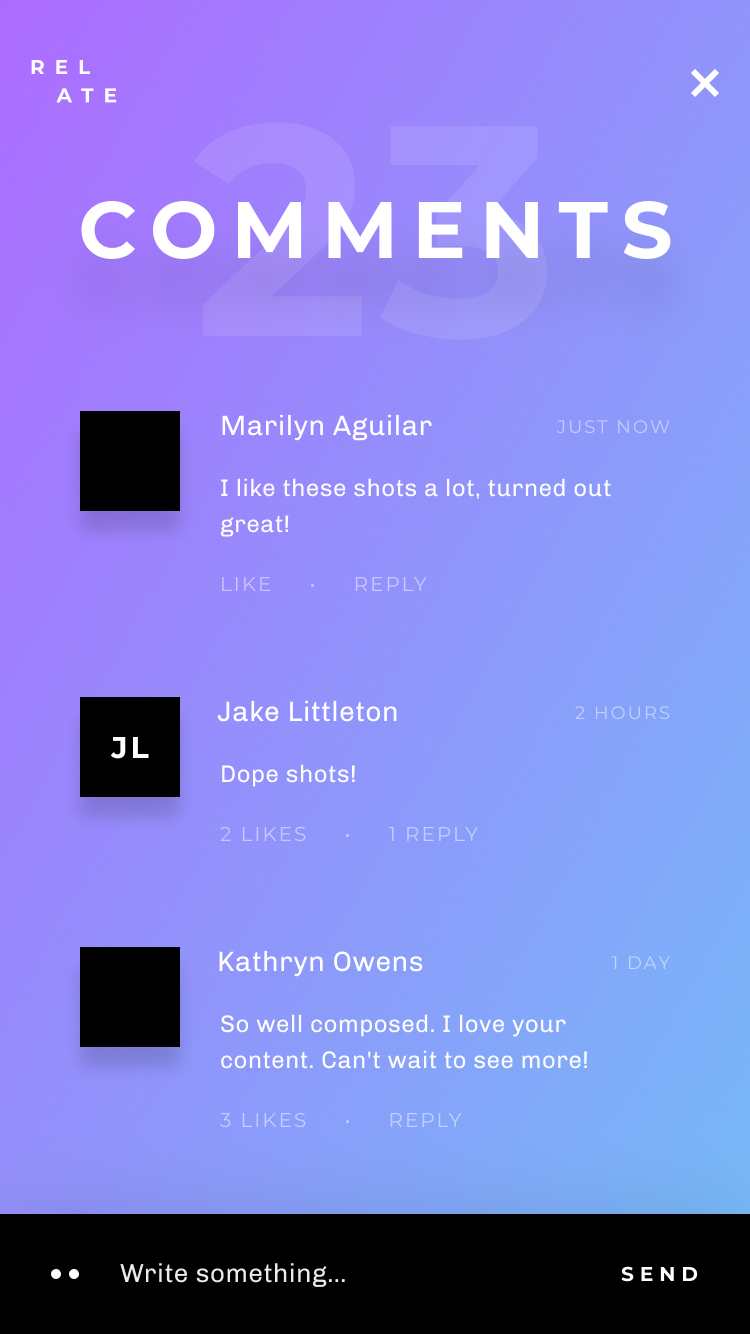 REL
ATE
23
COMMENTS
Marilyn Aguilar
JUST NOW
I like these shots a lot, turned out
great!
LIKE • REPLY
JL
Jake Littleton
2 HOURS
Dope shots!
2 LIKES • 1 REPLY
Kathryn Owens
1 DAY
So well composed. I love your
content. Can't wait to see more!
3 LIKES • REPLY
Write something...
SEND